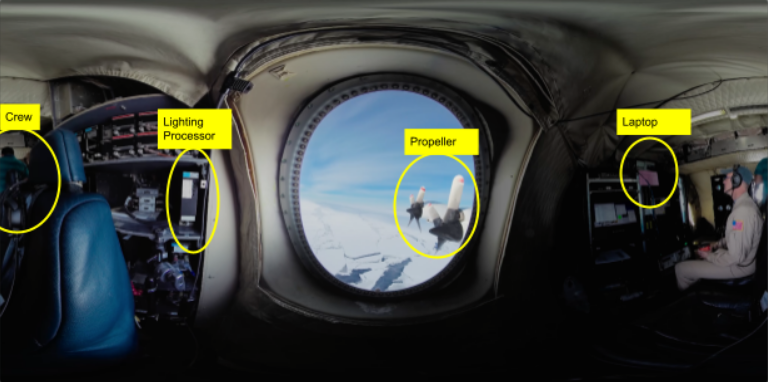 Crew
Lighting
Processor
Propeller
Laptop